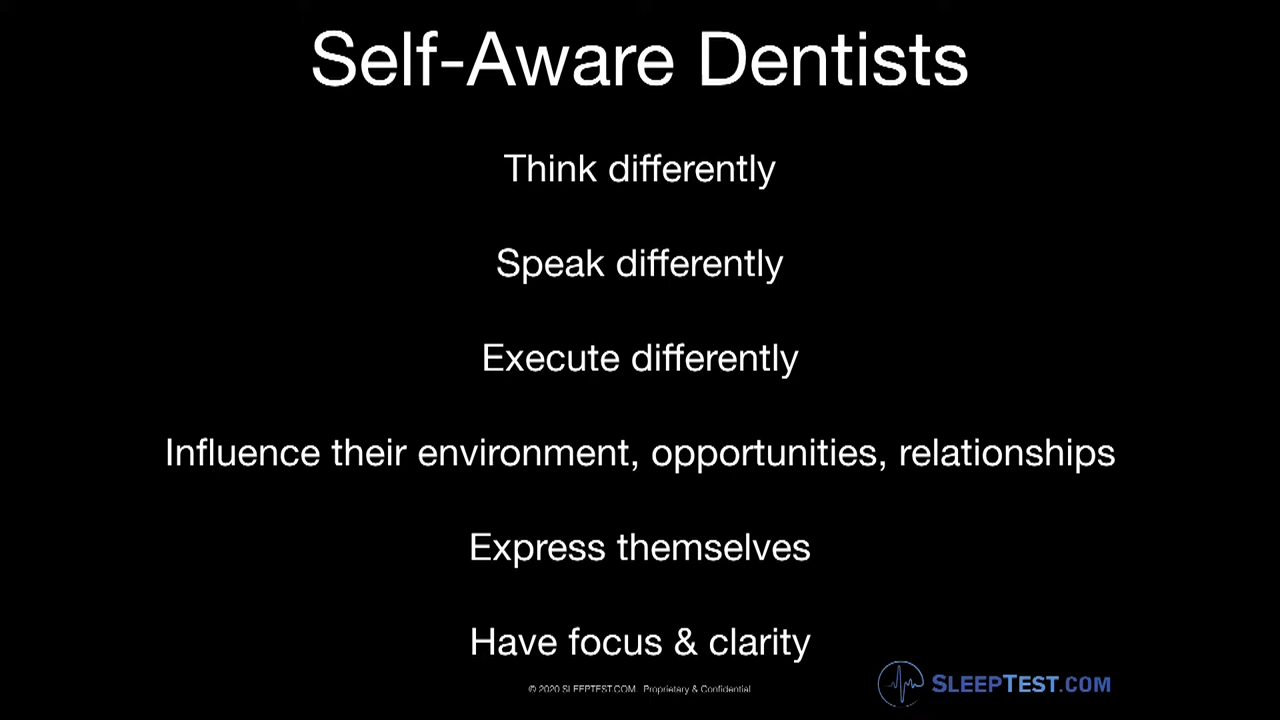 Self-Aware Dentists
Think differently
Speak differently
Execute differently
Influence their environment, opportunities, relationships
Express themselves
Have focus & clarity
© 2020 SLEEPTEST.COM. Proprietary & Confidential
SLEEPTEST.COM